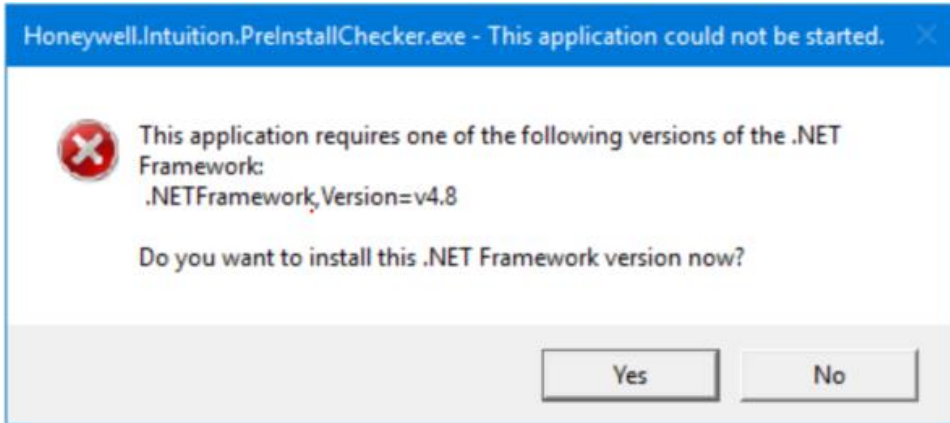 Honeywell.Intuition.PreInstallChecker.exe - This application could not be started.
This application requires one of the following versions of the .NET
Framework:
.NETFramework,Version=v4.8
Do you want to install this .NET Framework version now?
Yes
No